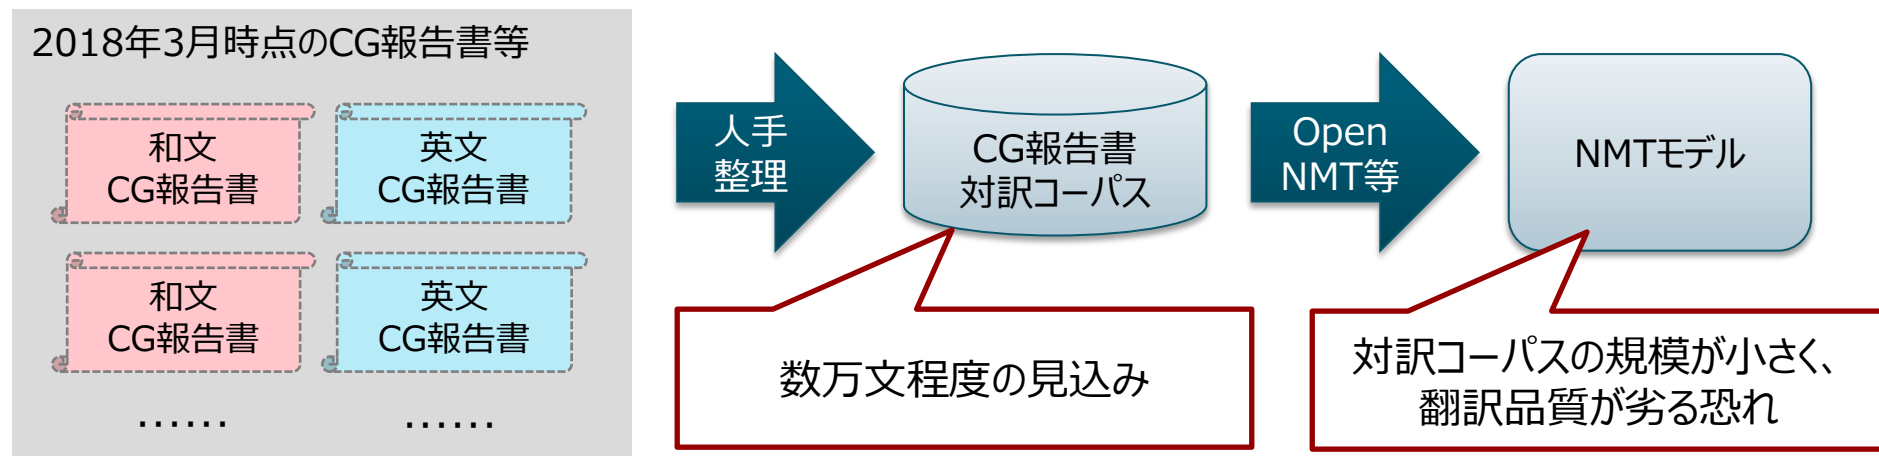 2018年3月時点のCG報告書等
和文
CG報告書
英文
CG報告書
和文
CG報告書
英文
CG報告書
……
……
人手
整理
CG報告書
対訳コーパス
Open
NMT等
NMTモデル
数万文程度の見込み
対訳コーパスの規模が小さく、
翻訳品質が劣る恐れ